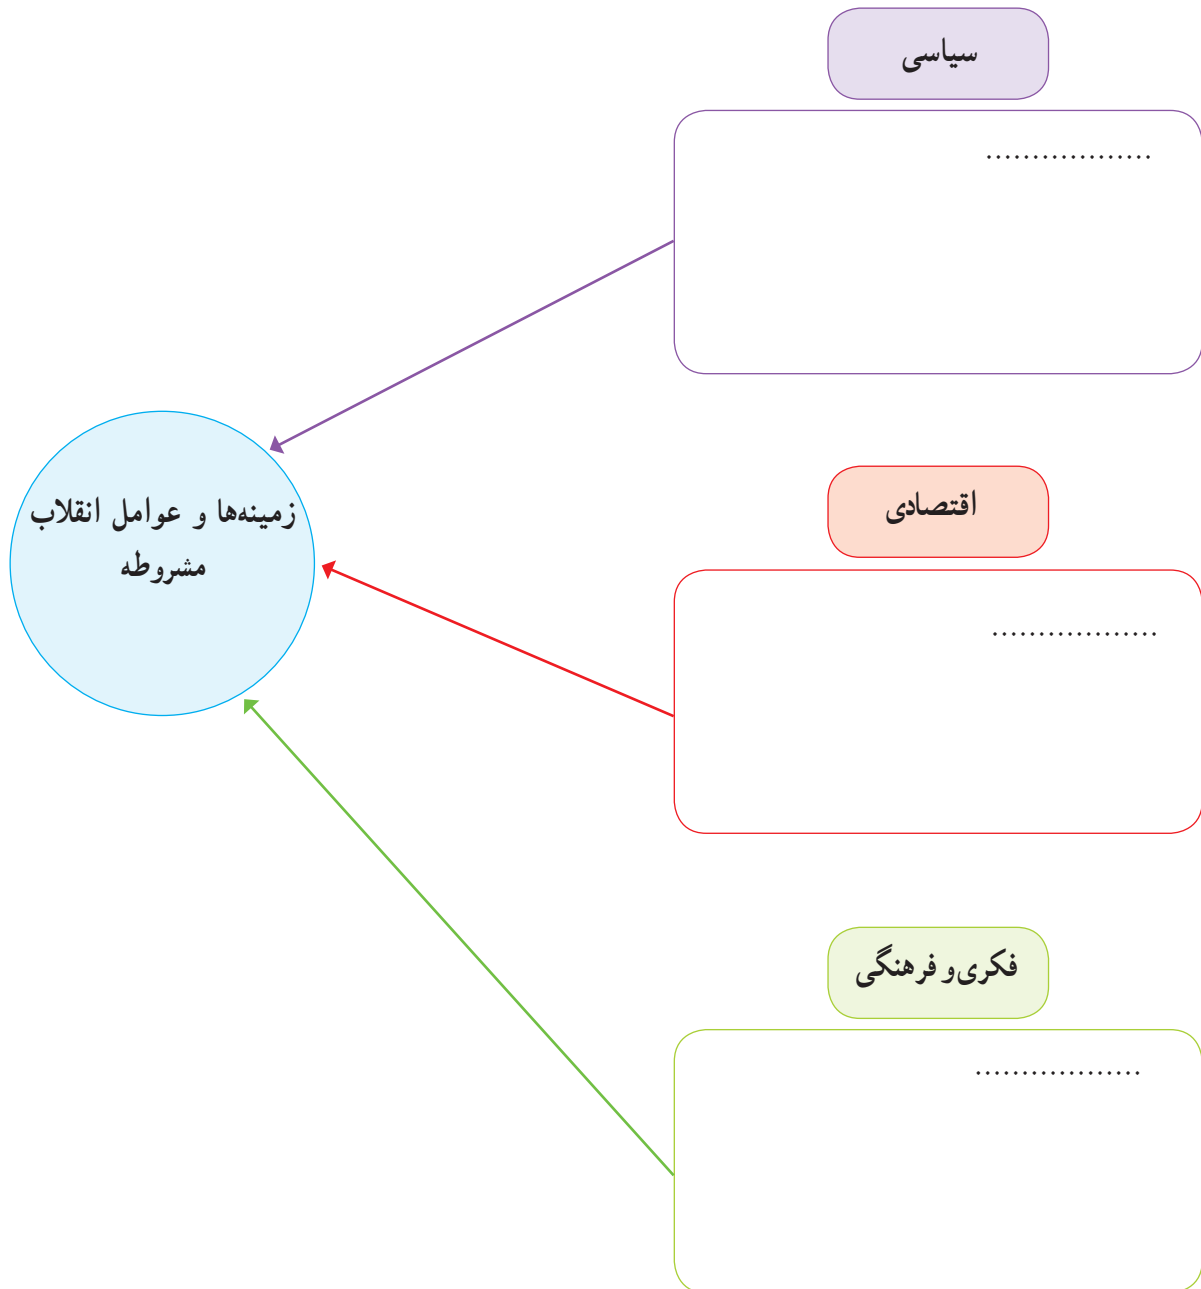 سیاسی
..................
زمینه‌ها و عوامل انقلاب
مشروطه
اقتصادی
..................
فکری و فرهنگی
..................